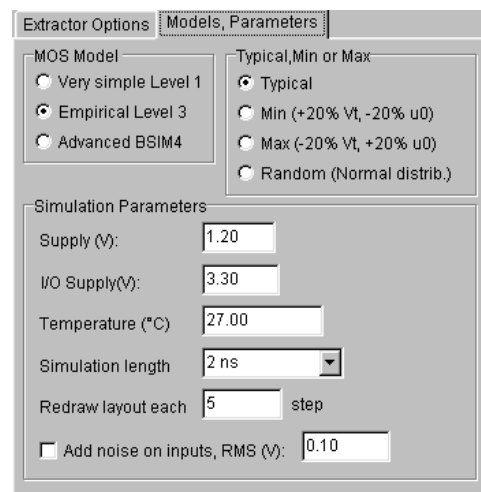 Extractor Options Models, Parameters
MOS Model
Very simple Level 1
Empirical Level 3
Advanced BSIM4
Typical,Min or Max
Typical
Min (+20% Vt, -20% u0)
Max (-20% Vt, +20% u0)
Random (Normal distrib.)
Simulation Parameters
Supply (V): 1.20
I/O Supply(V): 3.30
Temperature (°C) 27.00
Simulation length 2 ns
Redraw layout each 5 step
Add noise on inputs, RMS (V): 0.10